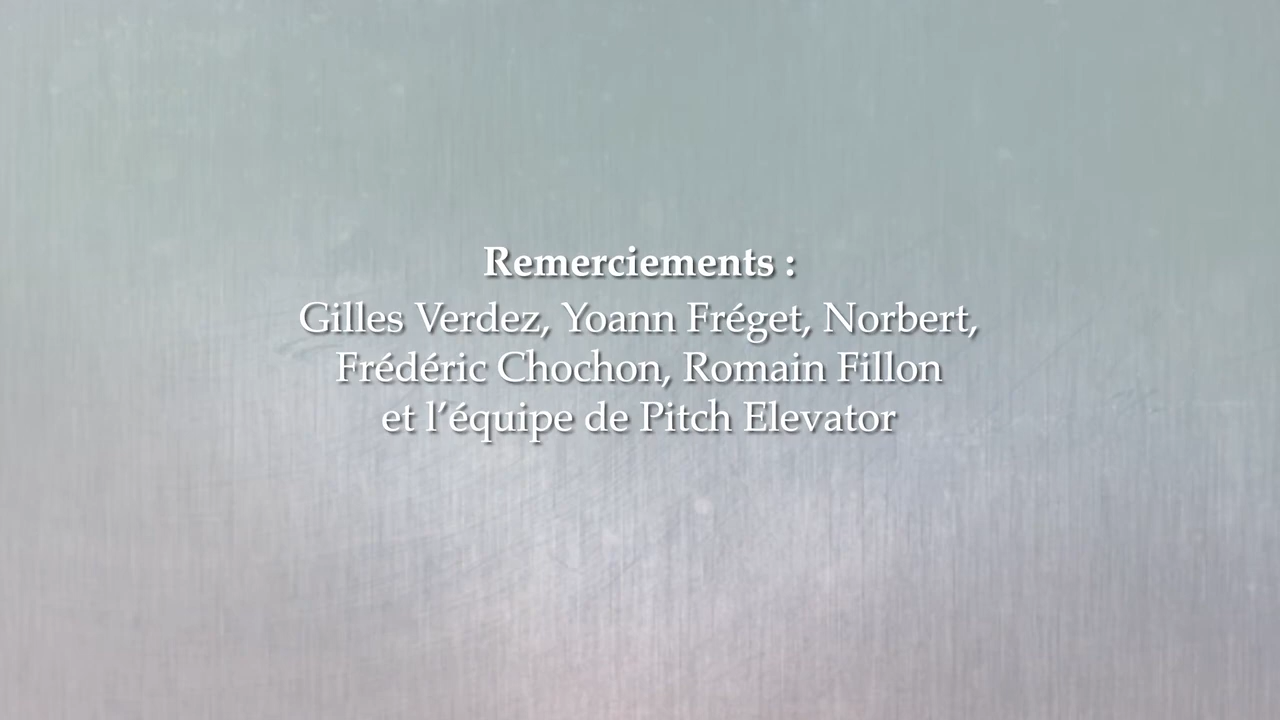 Remerciements :
Gilles Verdez, Yoann Fréget, Norbert,
Frédéric Chochon, Romain Fillon
et l’équipe de Pitch Elevator